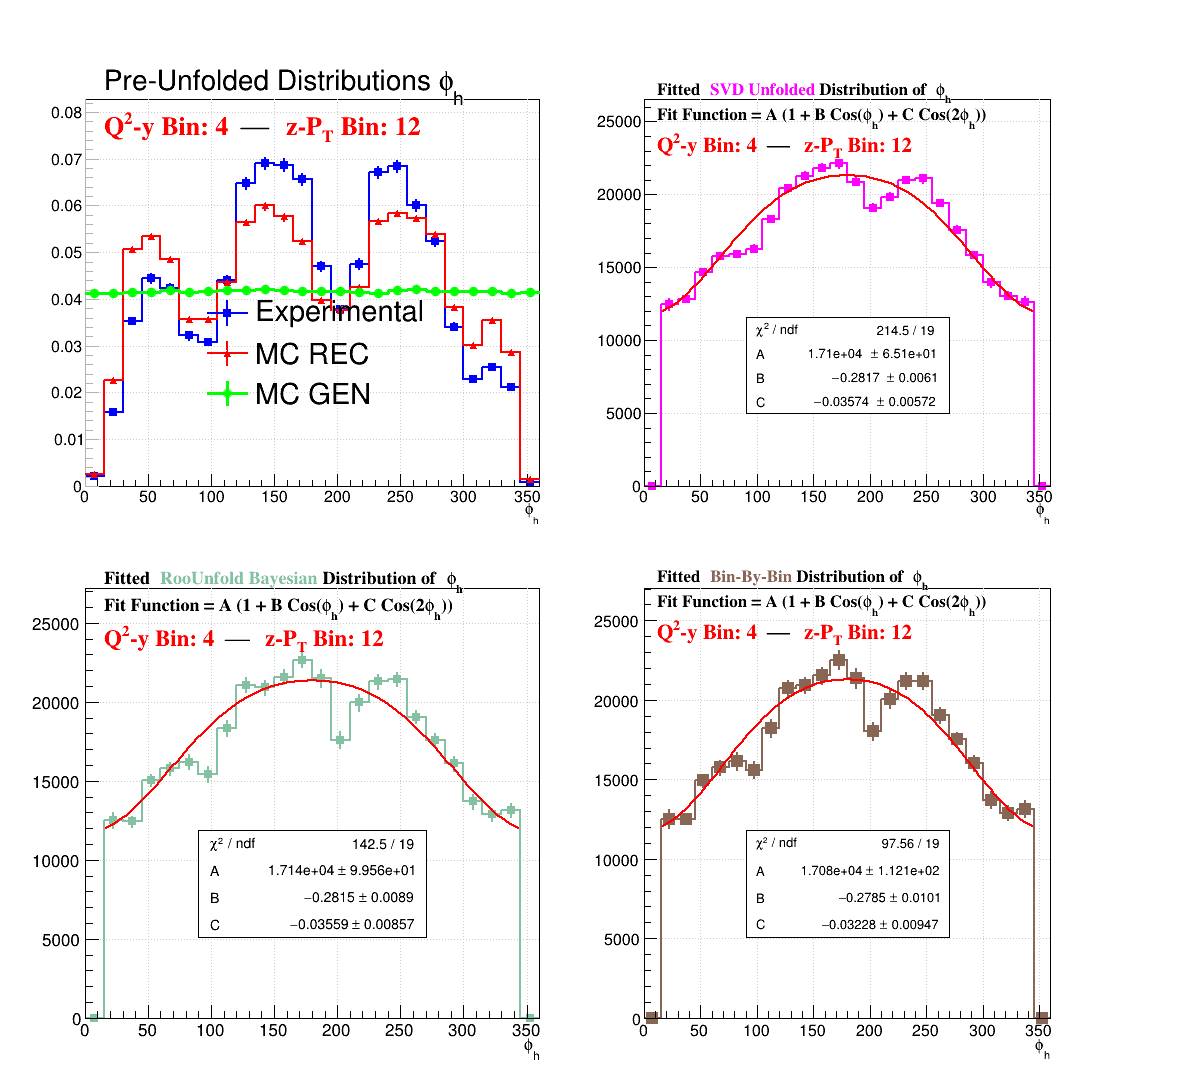 Pre-Unfolded Distributions ϕh
Q²-y Bin: 4 — z-PT Bin: 12
0.08
0.07
0.06
0.05
0.04
0.03
0.02
0.01
0
Experimental
MC REC
MC GEN
0 50 100 150 200 250 300 350
ϕh
Fitted SVD Unfolded Distribution of ϕh
Fit Function = A (1 + B Cos(ϕh) + C Cos(2ϕh))
Q²-y Bin: 4 — z-PT Bin: 12
25000
20000
15000
10000
5000
0
χ² / ndf 214.5 / 19
A 1.71e+04 ± 6.51e+01
B −0.2817 ± 0.0061
C −0.03574 ± 0.00572
0 50 100 150 200 250 300 350
ϕh
Fitted RooUnfold Bayesian Distribution of ϕh
Fit Function = A (1 + B Cos(ϕh) + C Cos(2ϕh))
Q²-y Bin: 4 — z-PT Bin: 12
25000
20000
15000
10000
5000
0
χ² / ndf 142.5 / 19
A 1.714e+04 ± 9.956e+01
B −0.2815 ± 0.0089
C −0.03559 ± 0.00857
0 50 100 150 200 250 300 350
ϕh
Fitted Bin-By-Bin Distribution of ϕh
Fit Function = A (1 + B Cos(ϕh) + C Cos(2ϕh))
Q²-y Bin: 4 — z-PT Bin: 12
25000
20000
15000
10000
5000
0
χ² / ndf 97.56 / 19
A 1.708e+04 ± 1.121e+02
B −0.2785 ± 0.0101
C −0.03228 ± 0.00947
0 50 100 150 200 250 300 350
ϕh